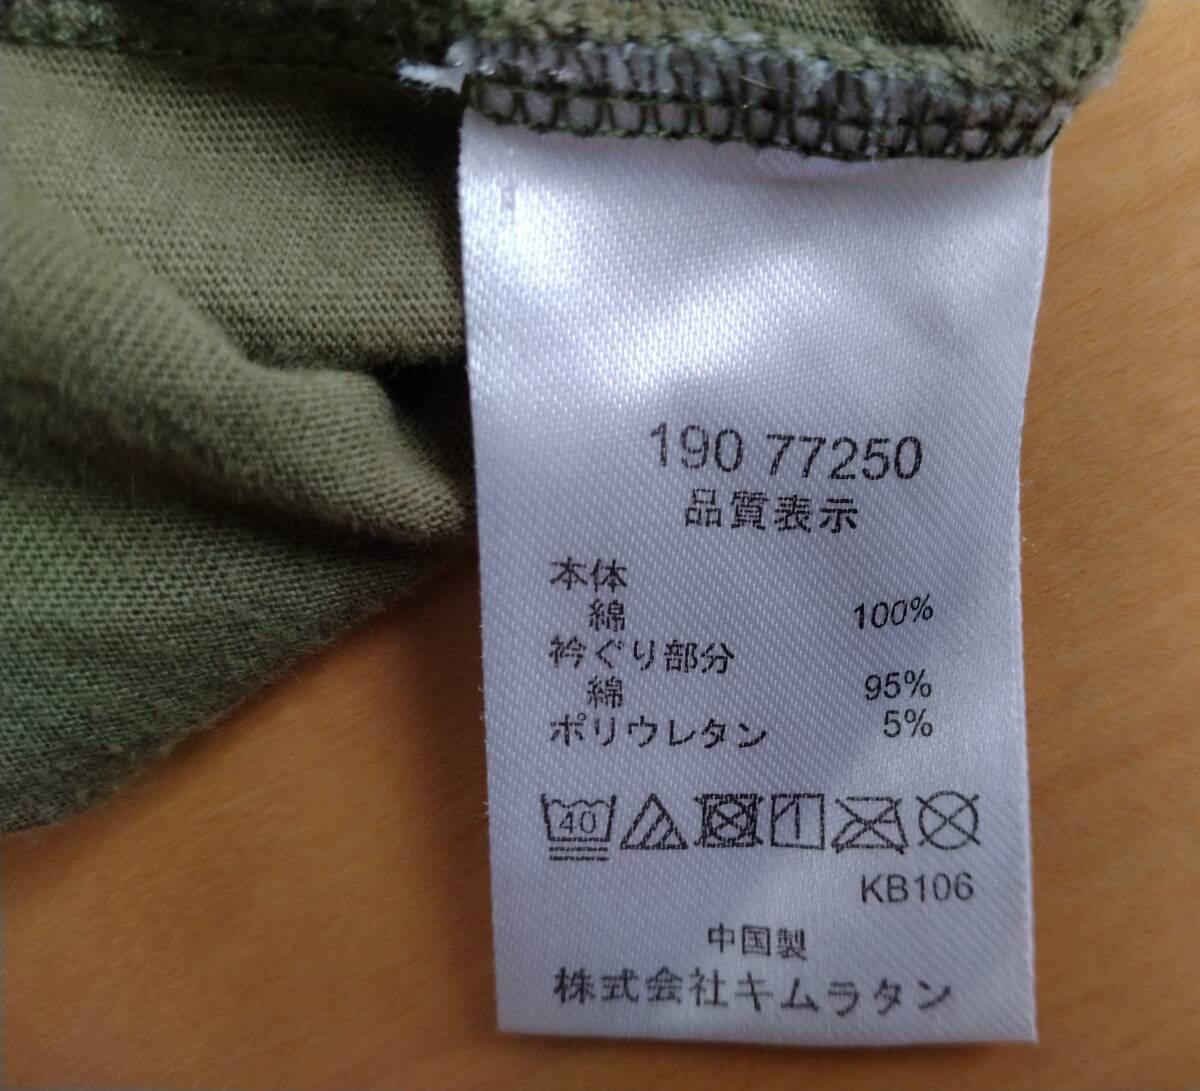 190 77250
品質表示
本体
綿 100%
衿ぐり部分
綿 95%
ポリウレタン 5%
40
KB106
中国製
株式会社キムラタン